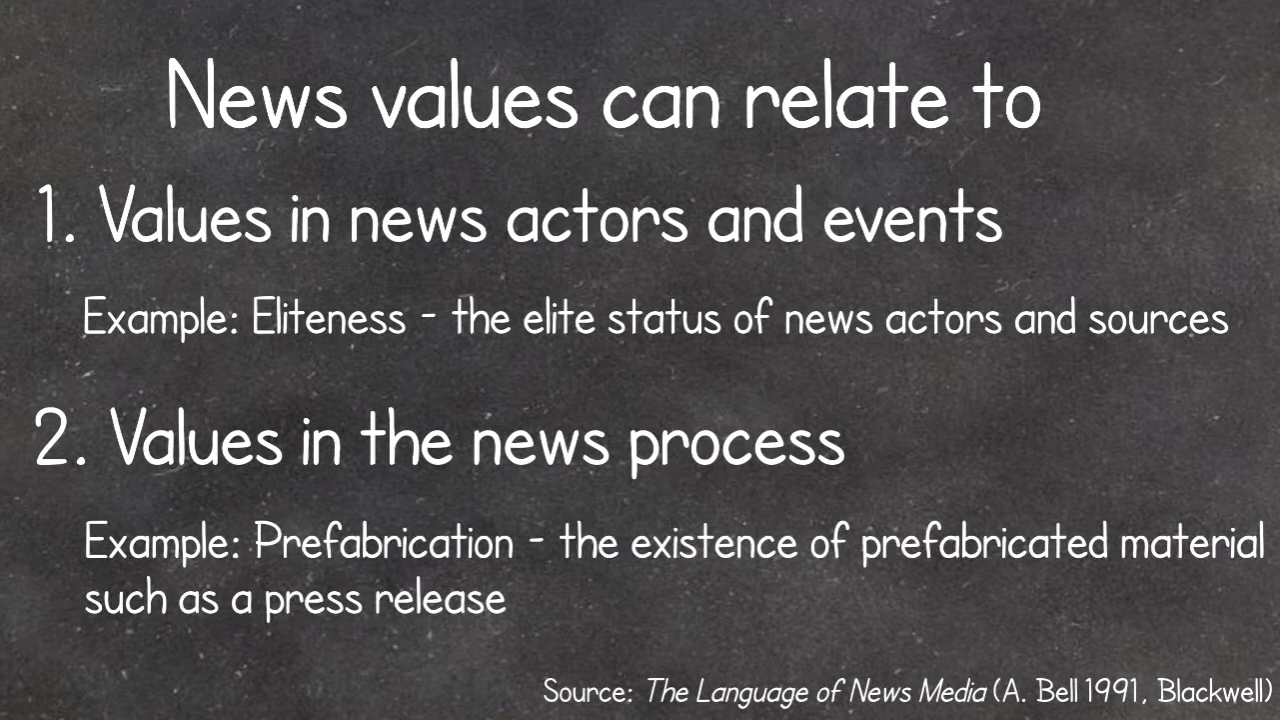 News values can relate to
1. Values in news actors and events
Example: Eliteness - the elite status of news actors and sources
2. Values in the news process
Example: Prefabrication - the existence of prefabricated material
such as a press release
Source: The Language of News Media (A. Bell 1991, Blackwell)